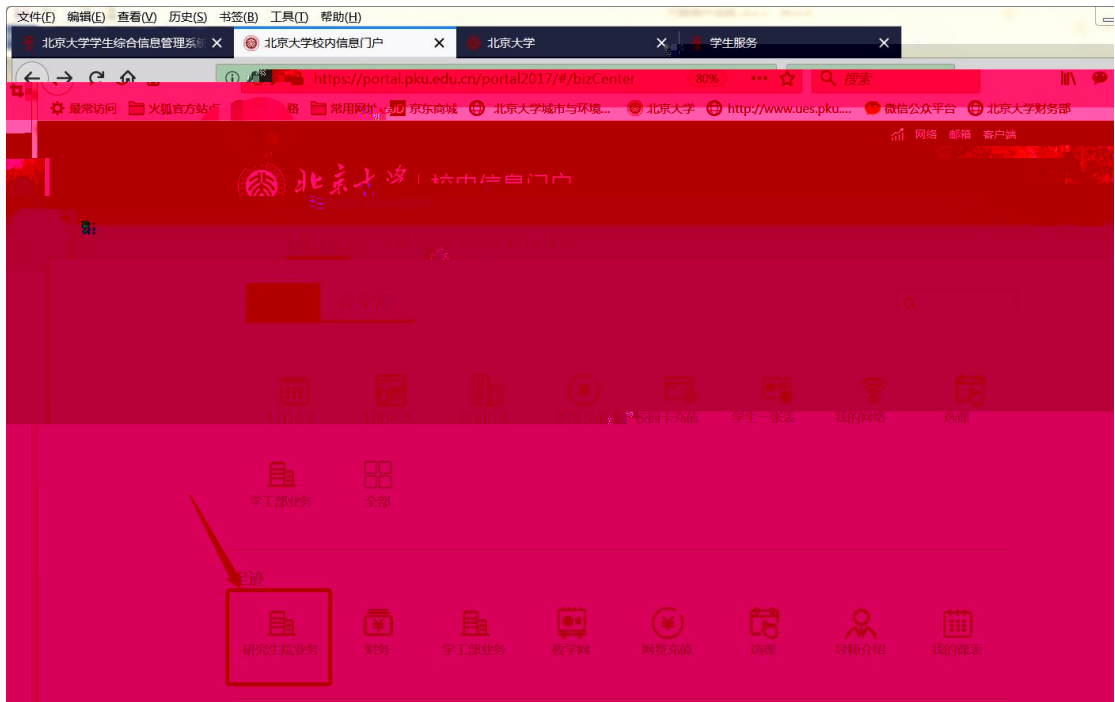 文件(F) 编辑(E) 查看(V) 历史(S) 书签(B) 工具(T) 帮助(H)
北京大学学生综合信息管理系统 北京大学校内信息门户 北京大学 学生服务
https://portal.pku.edu.cn/portal2017/#/bizCenter 80% 搜索
最常访问 火狐官方站点 常用网址 京东商城 北京大学城市与环境... 北京大学 http://www.ues.pku.... 微信公众平台 北京大学财务部
网络 邮箱 客户端
北京大学 校内信息门户
校园卡充值 学生一张表 我的网络 选课
学工部业务 全部
足迹
研究生院业务 财务 学工部业务 教学网 网费充值 选课 导师介绍 我的课表